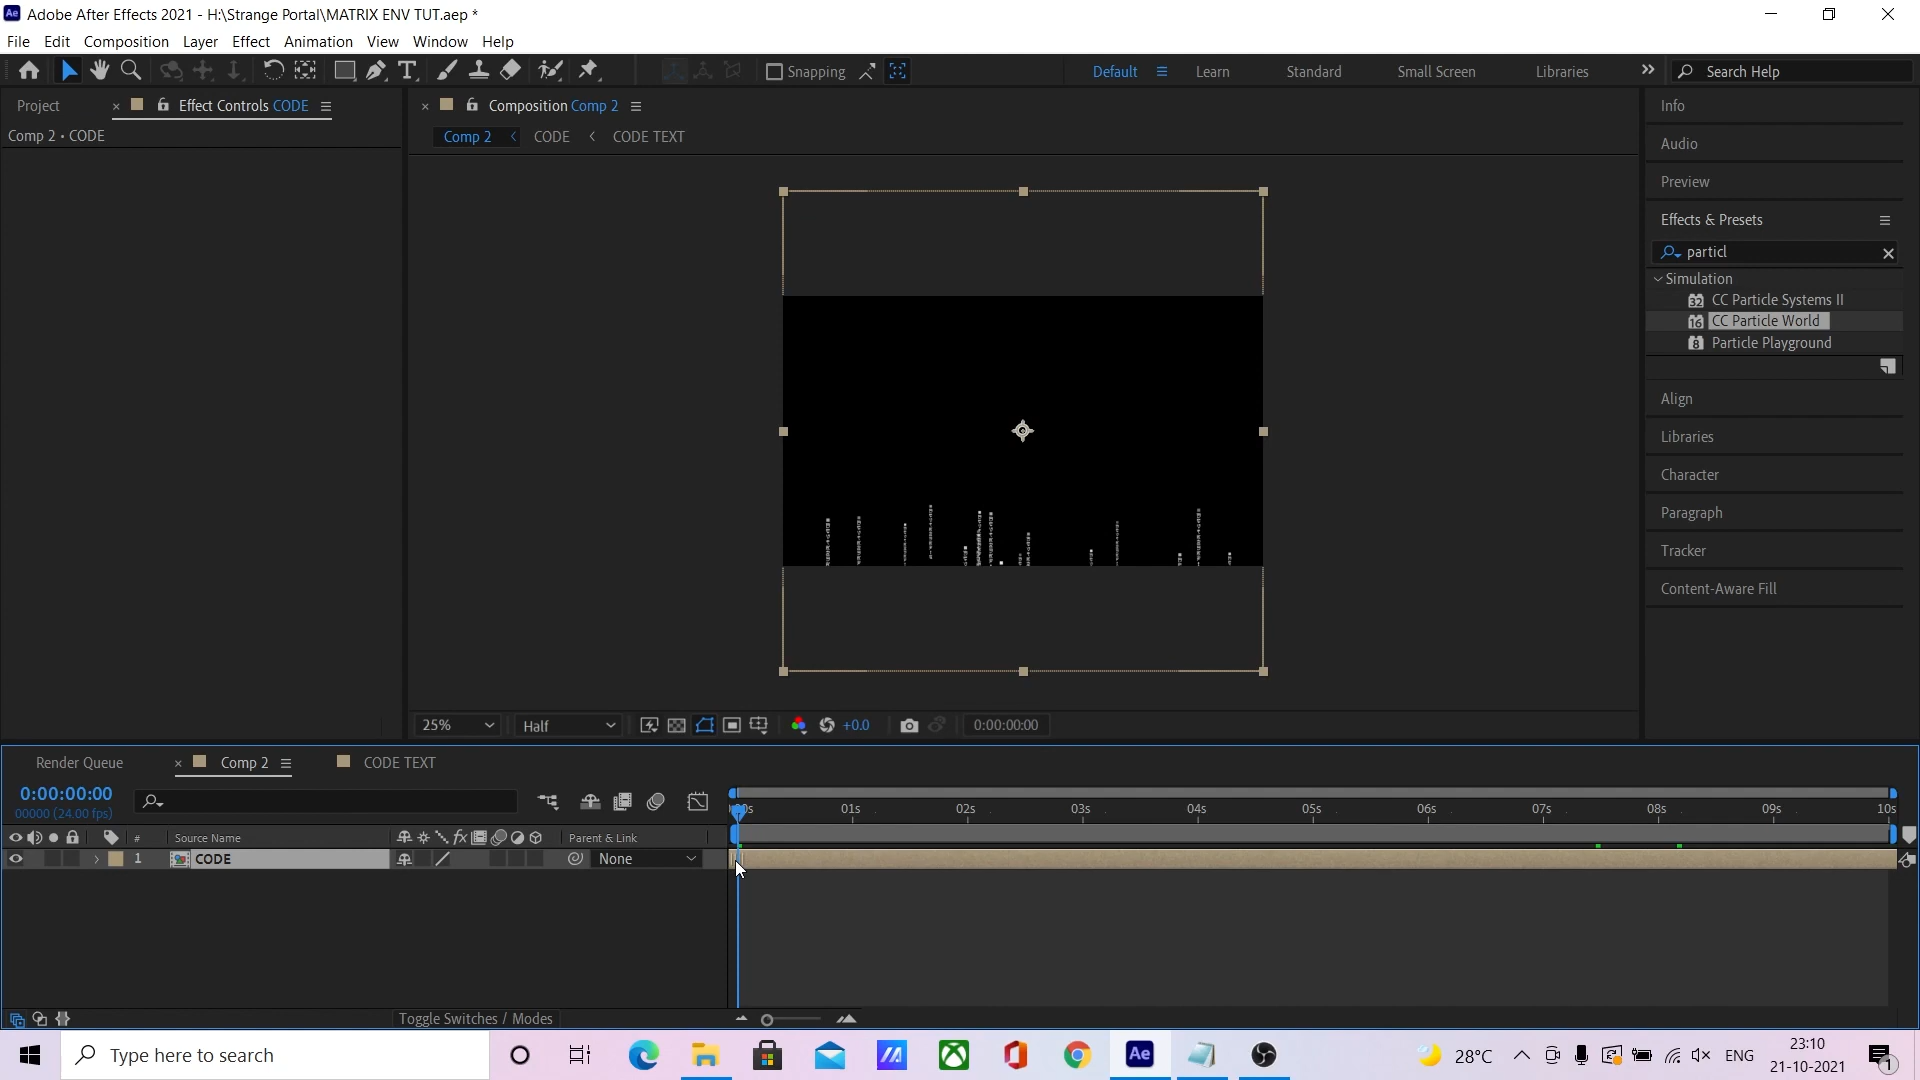 Adobe After Effects 2021 - H:\Strange Portal\MATRIX ENV TUT.aep *
File Edit Composition Layer Effect Animation View Window Help
Snapping
Default Learn Standard Small Screen Libraries
Search Help
Project
Effect Controls CODE
Comp 2 • CODE
Composition Comp 2
Comp 2 < CODE < CODE TEXT
25%
Half
+0.0
0:00:00:00
Info
Audio
Preview
Effects & Presets
particl
Simulation
32 CC Particle Systems II
16 CC Particle World
8 Particle Playground
Align
Libraries
Character
Paragraph
Tracker
Content-Aware Fill
Render Queue
Comp 2
CODE TEXT
0:00:00:00
00000 (24.00 fps)
01s 02s 03s 04s 05s 06s 07s 08s 09s 10s
# Source Name
fx
Parent & Link
1 CODE
None
Toggle Switches / Modes
Type here to search
Ae
28°C
ENG
23:10
21-10-2021
1